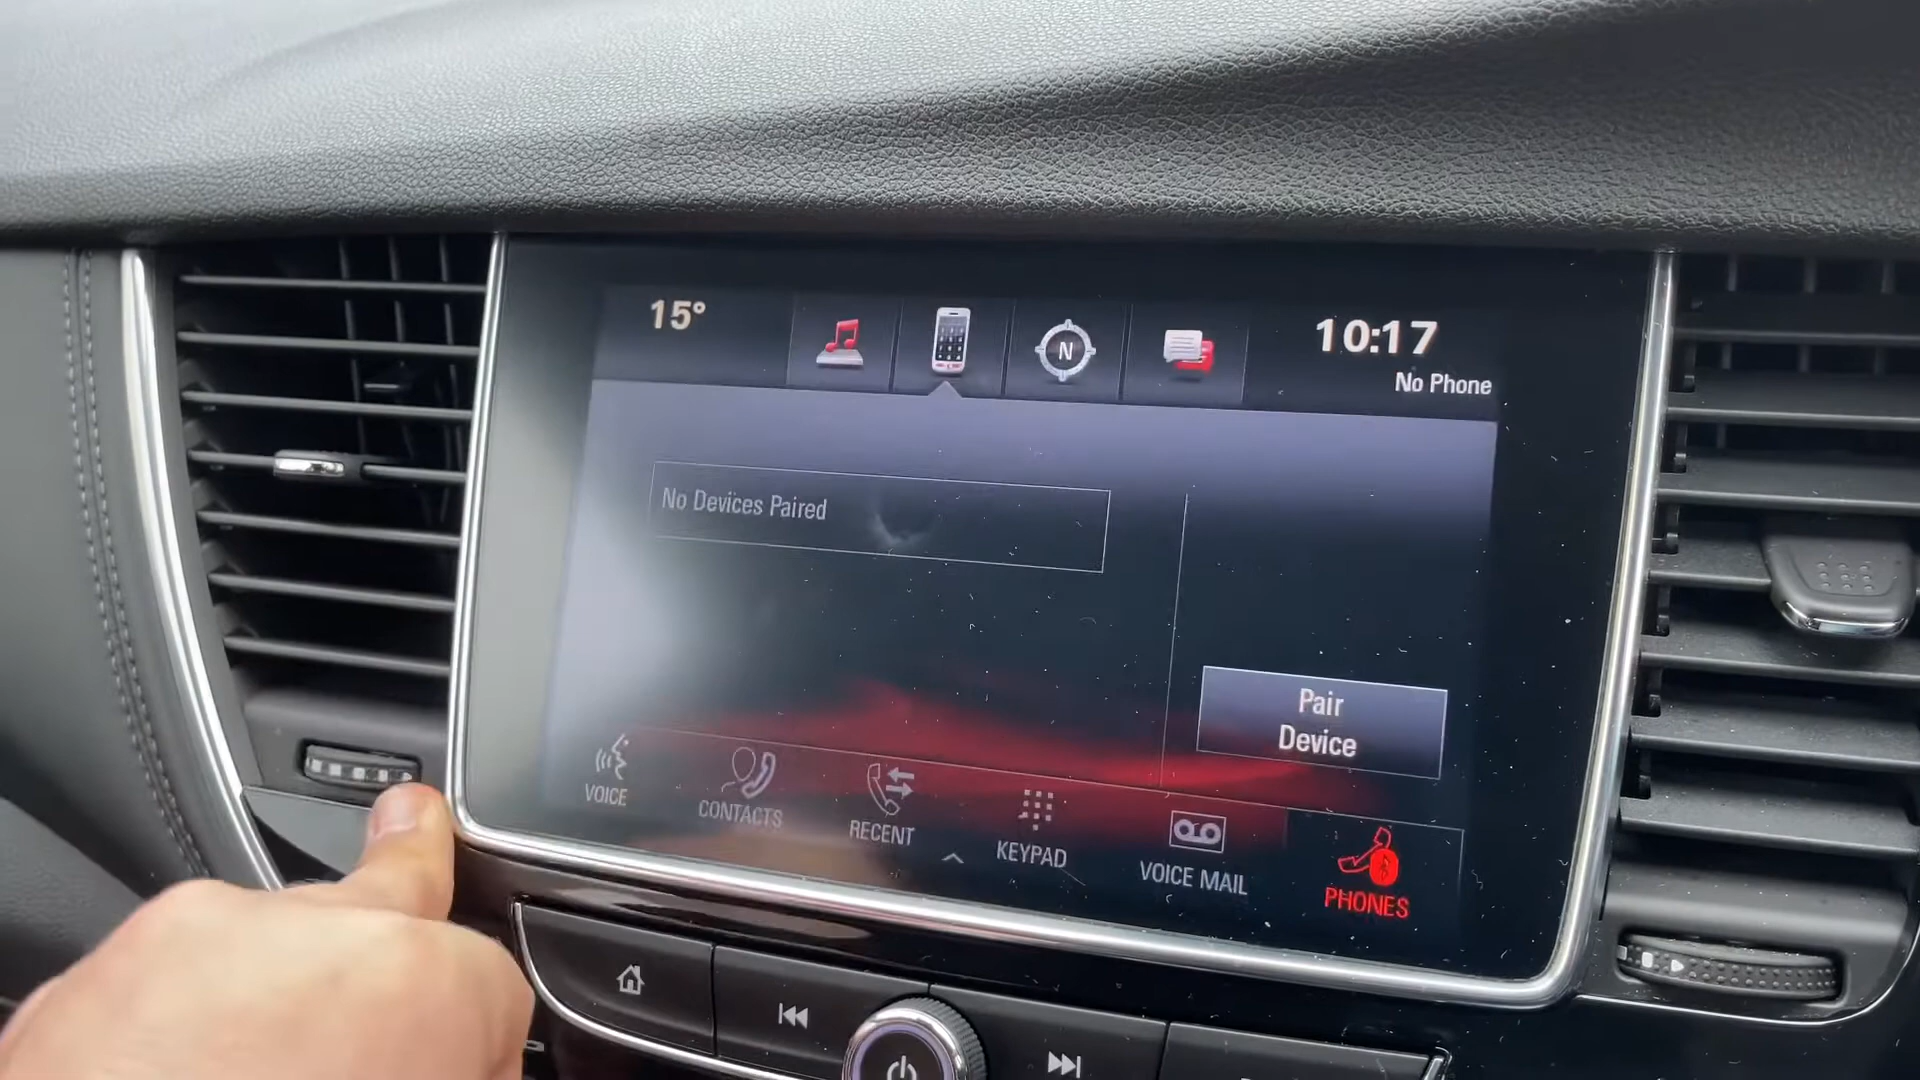 15°
N
10:17
No Phone
No Devices Paired
Pair
Device
VOICE
CONTACTS
RECENT
KEYPAD
VOICE MAIL
PHONES